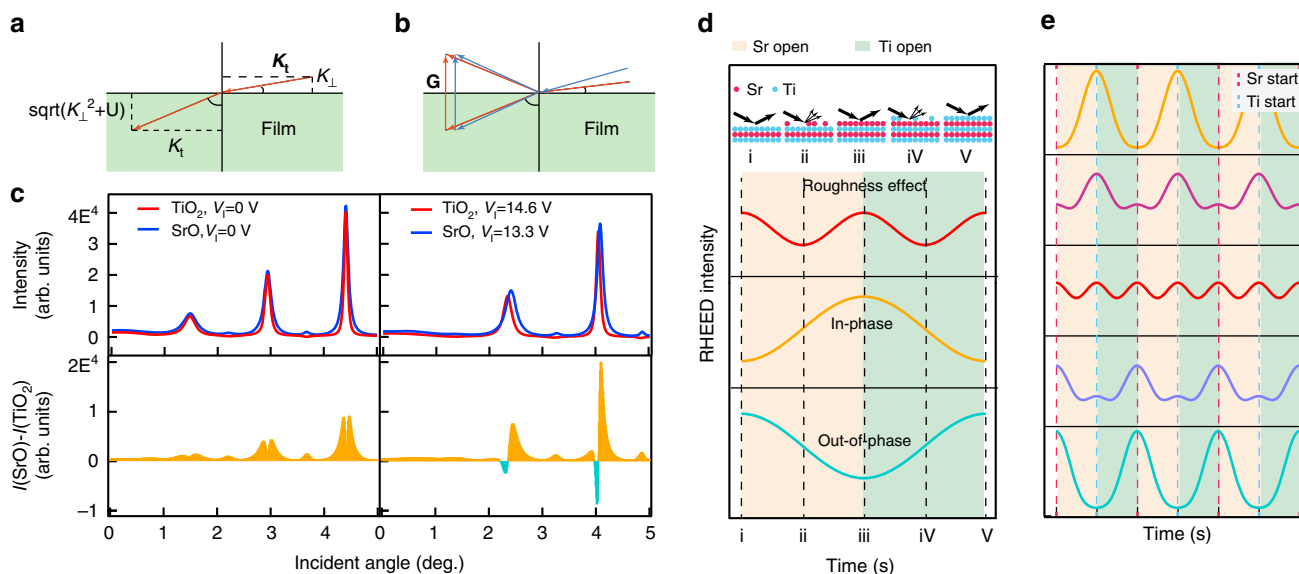 a
K_t
K_⊥
sqrt(K_⊥²+U)
K_t
Film
b
G
Film
c
Intensity
(arb. units)
4E⁴
2
0
TiO₂, V_I=0 V
SrO, V_I=0 V
TiO₂, V_I=14.6 V
SrO, V_I=13.3 V
I(SrO)-I(TiO₂)
(arb. units)
2E⁴
1
0
−1
0 1 2 3 4 0 1 2 3 4 5
Incident angle (deg.)
d
Sr open
Ti open
Sr Ti
i ii iii iV V
RHEED intensity
Roughness effect
In-phase
Out-of-phase
i ii iii iV V
Time (s)
e
Sr start
Ti start
Time (s)